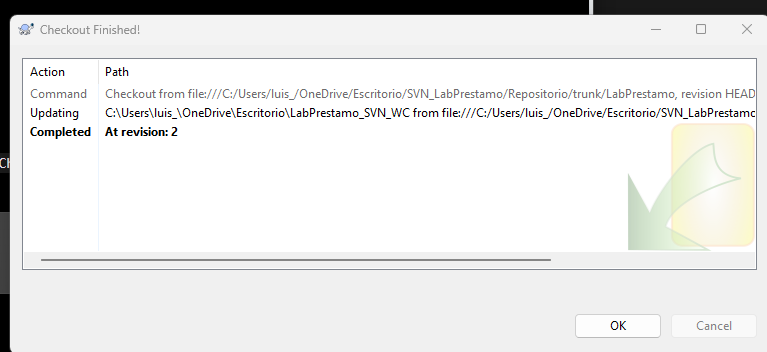 Checkout Finished!
Action Path
Command Checkout from file:///C:/Users/luis_/OneDrive/Escritorio/SVN_LabPrestamo/Repositorio/trunk/LabPrestamo, revision HEAD
Updating C:\Users\luis_\OneDrive\Escritorio\LabPrestamo_SVN_WC from file:///C:/Users/luis_/OneDrive/Escritorio/SVN_LabPrestamo
Completed At revision: 2
OK Cancel